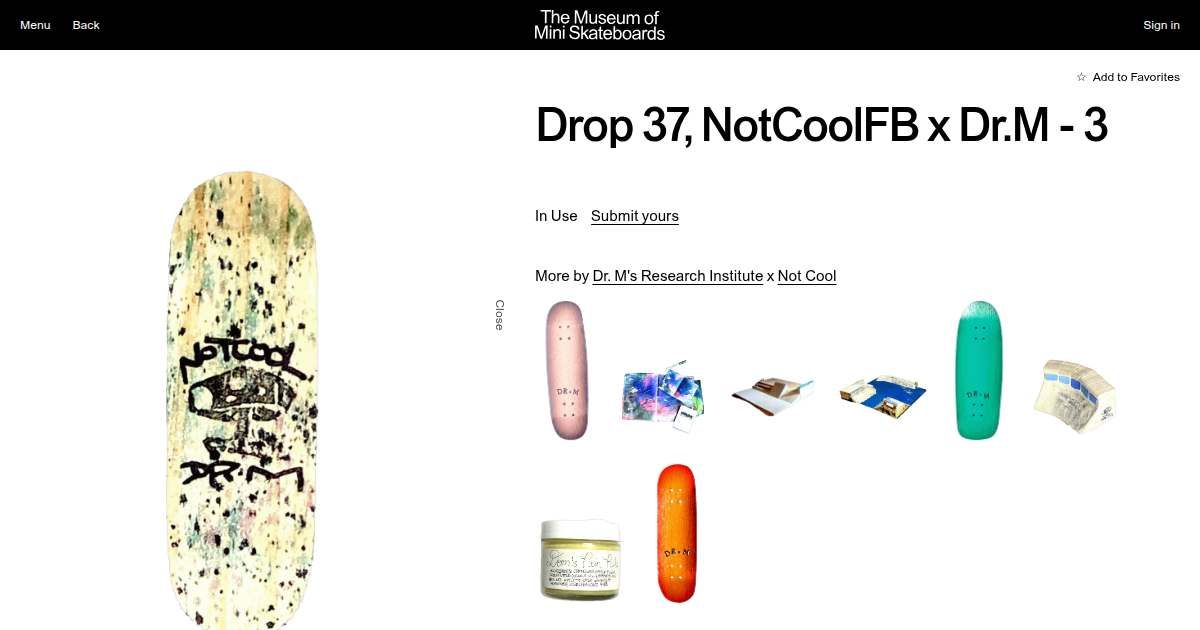 Menu
Back
The Museum of
Mini Skateboards
Sign in
☆ Add to Favorites
Drop 37, NotCoolFB x Dr.M - 3
In Use Submit yours
More by Dr. M's Research Institute x Not Cool
Close
NOTCOOL
DR.M
DR.M
DR.M
DR.M